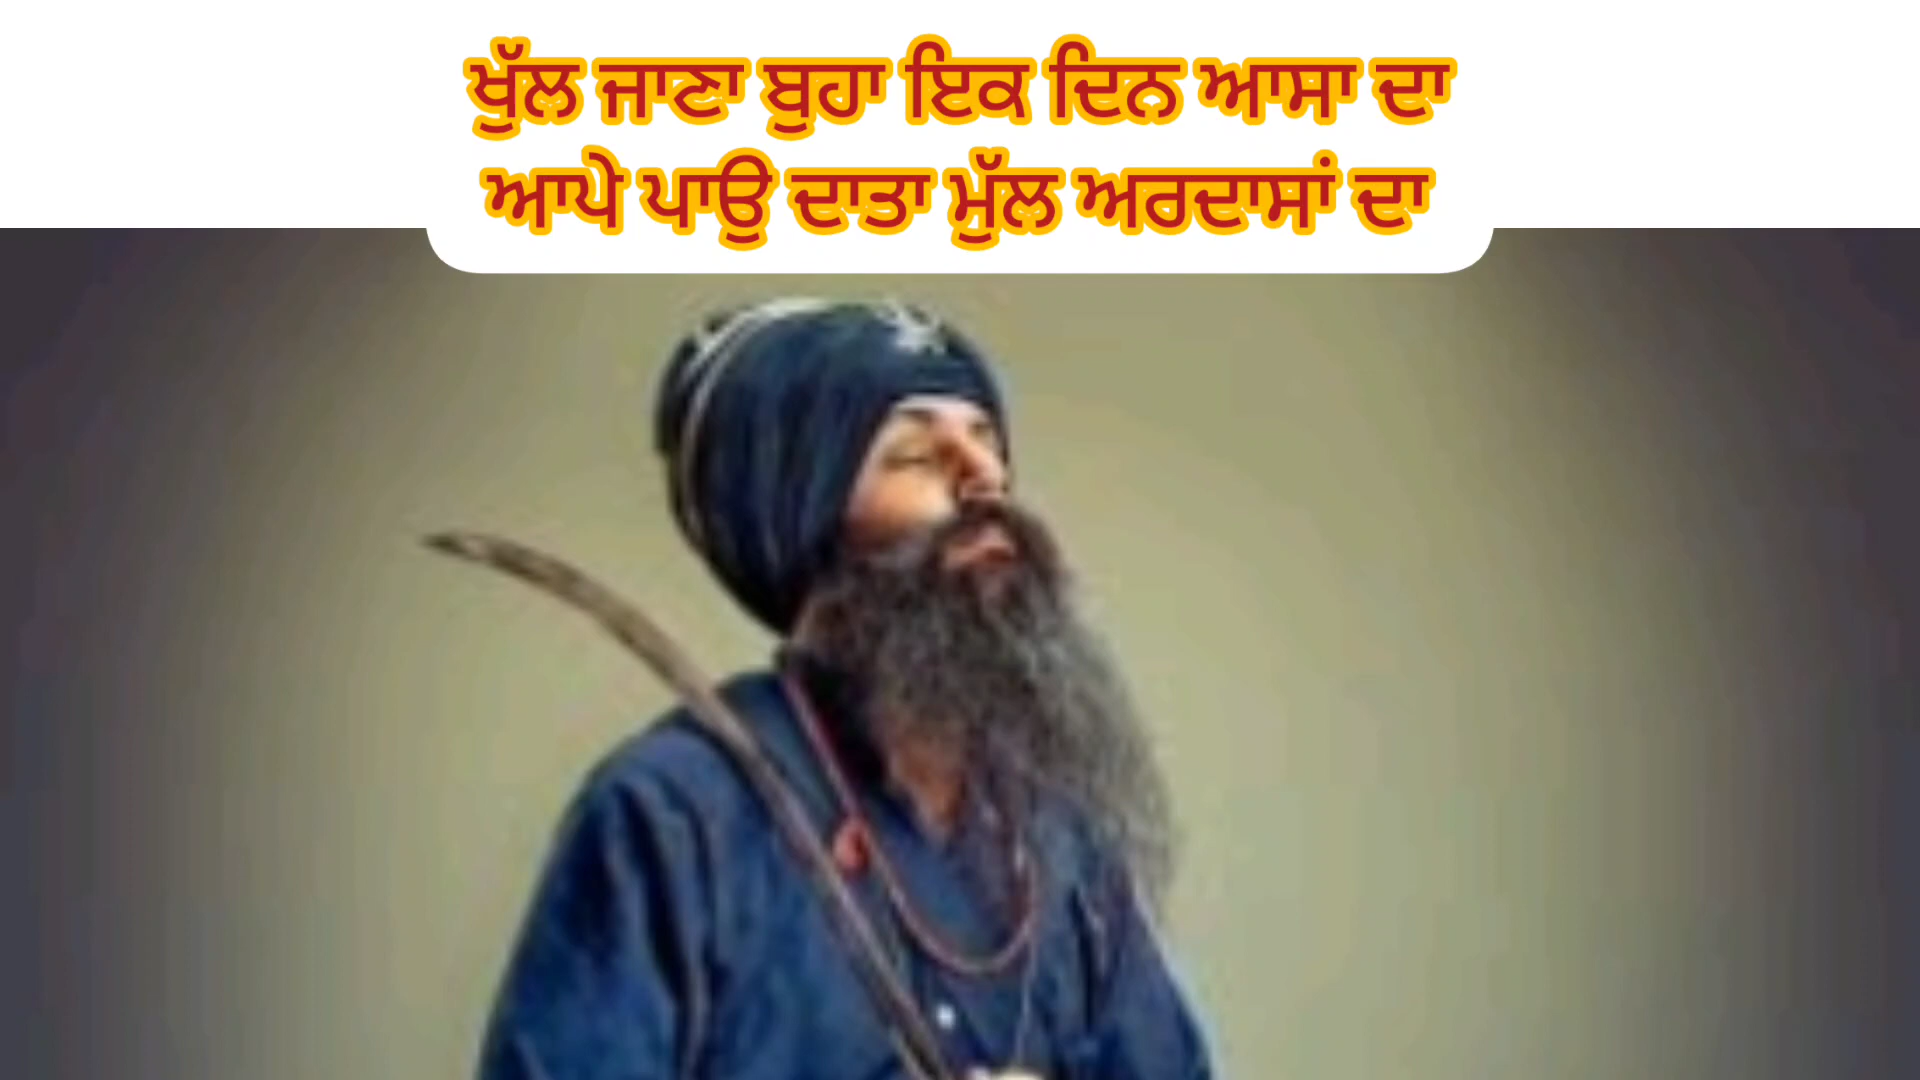 ਖੁੱਲ ਜਾਣਾ ਬੁਹਾ ਇਕ ਦਿਨ ਆਸਾ ਦਾ
ਆਪੇ ਪਾਉ ਦਾਤਾ ਮੁੱਲ ਅਰਦਾਸਾਂ ਦਾ